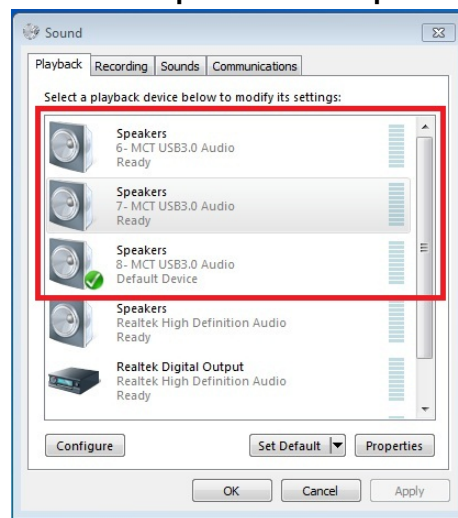 Sound
Playback Recording Sounds Communications
Select a playback device below to modify its settings:
Speakers
6- MCT USB3.0 Audio
Ready
Speakers
7- MCT USB3.0 Audio
Ready
Speakers
8- MCT USB3.0 Audio
Default Device
Speakers
Realtek High Definition Audio
Ready
Realtek Digital Output
Realtek High Definition Audio
Ready
Configure Set Default Properties
OK Cancel Apply